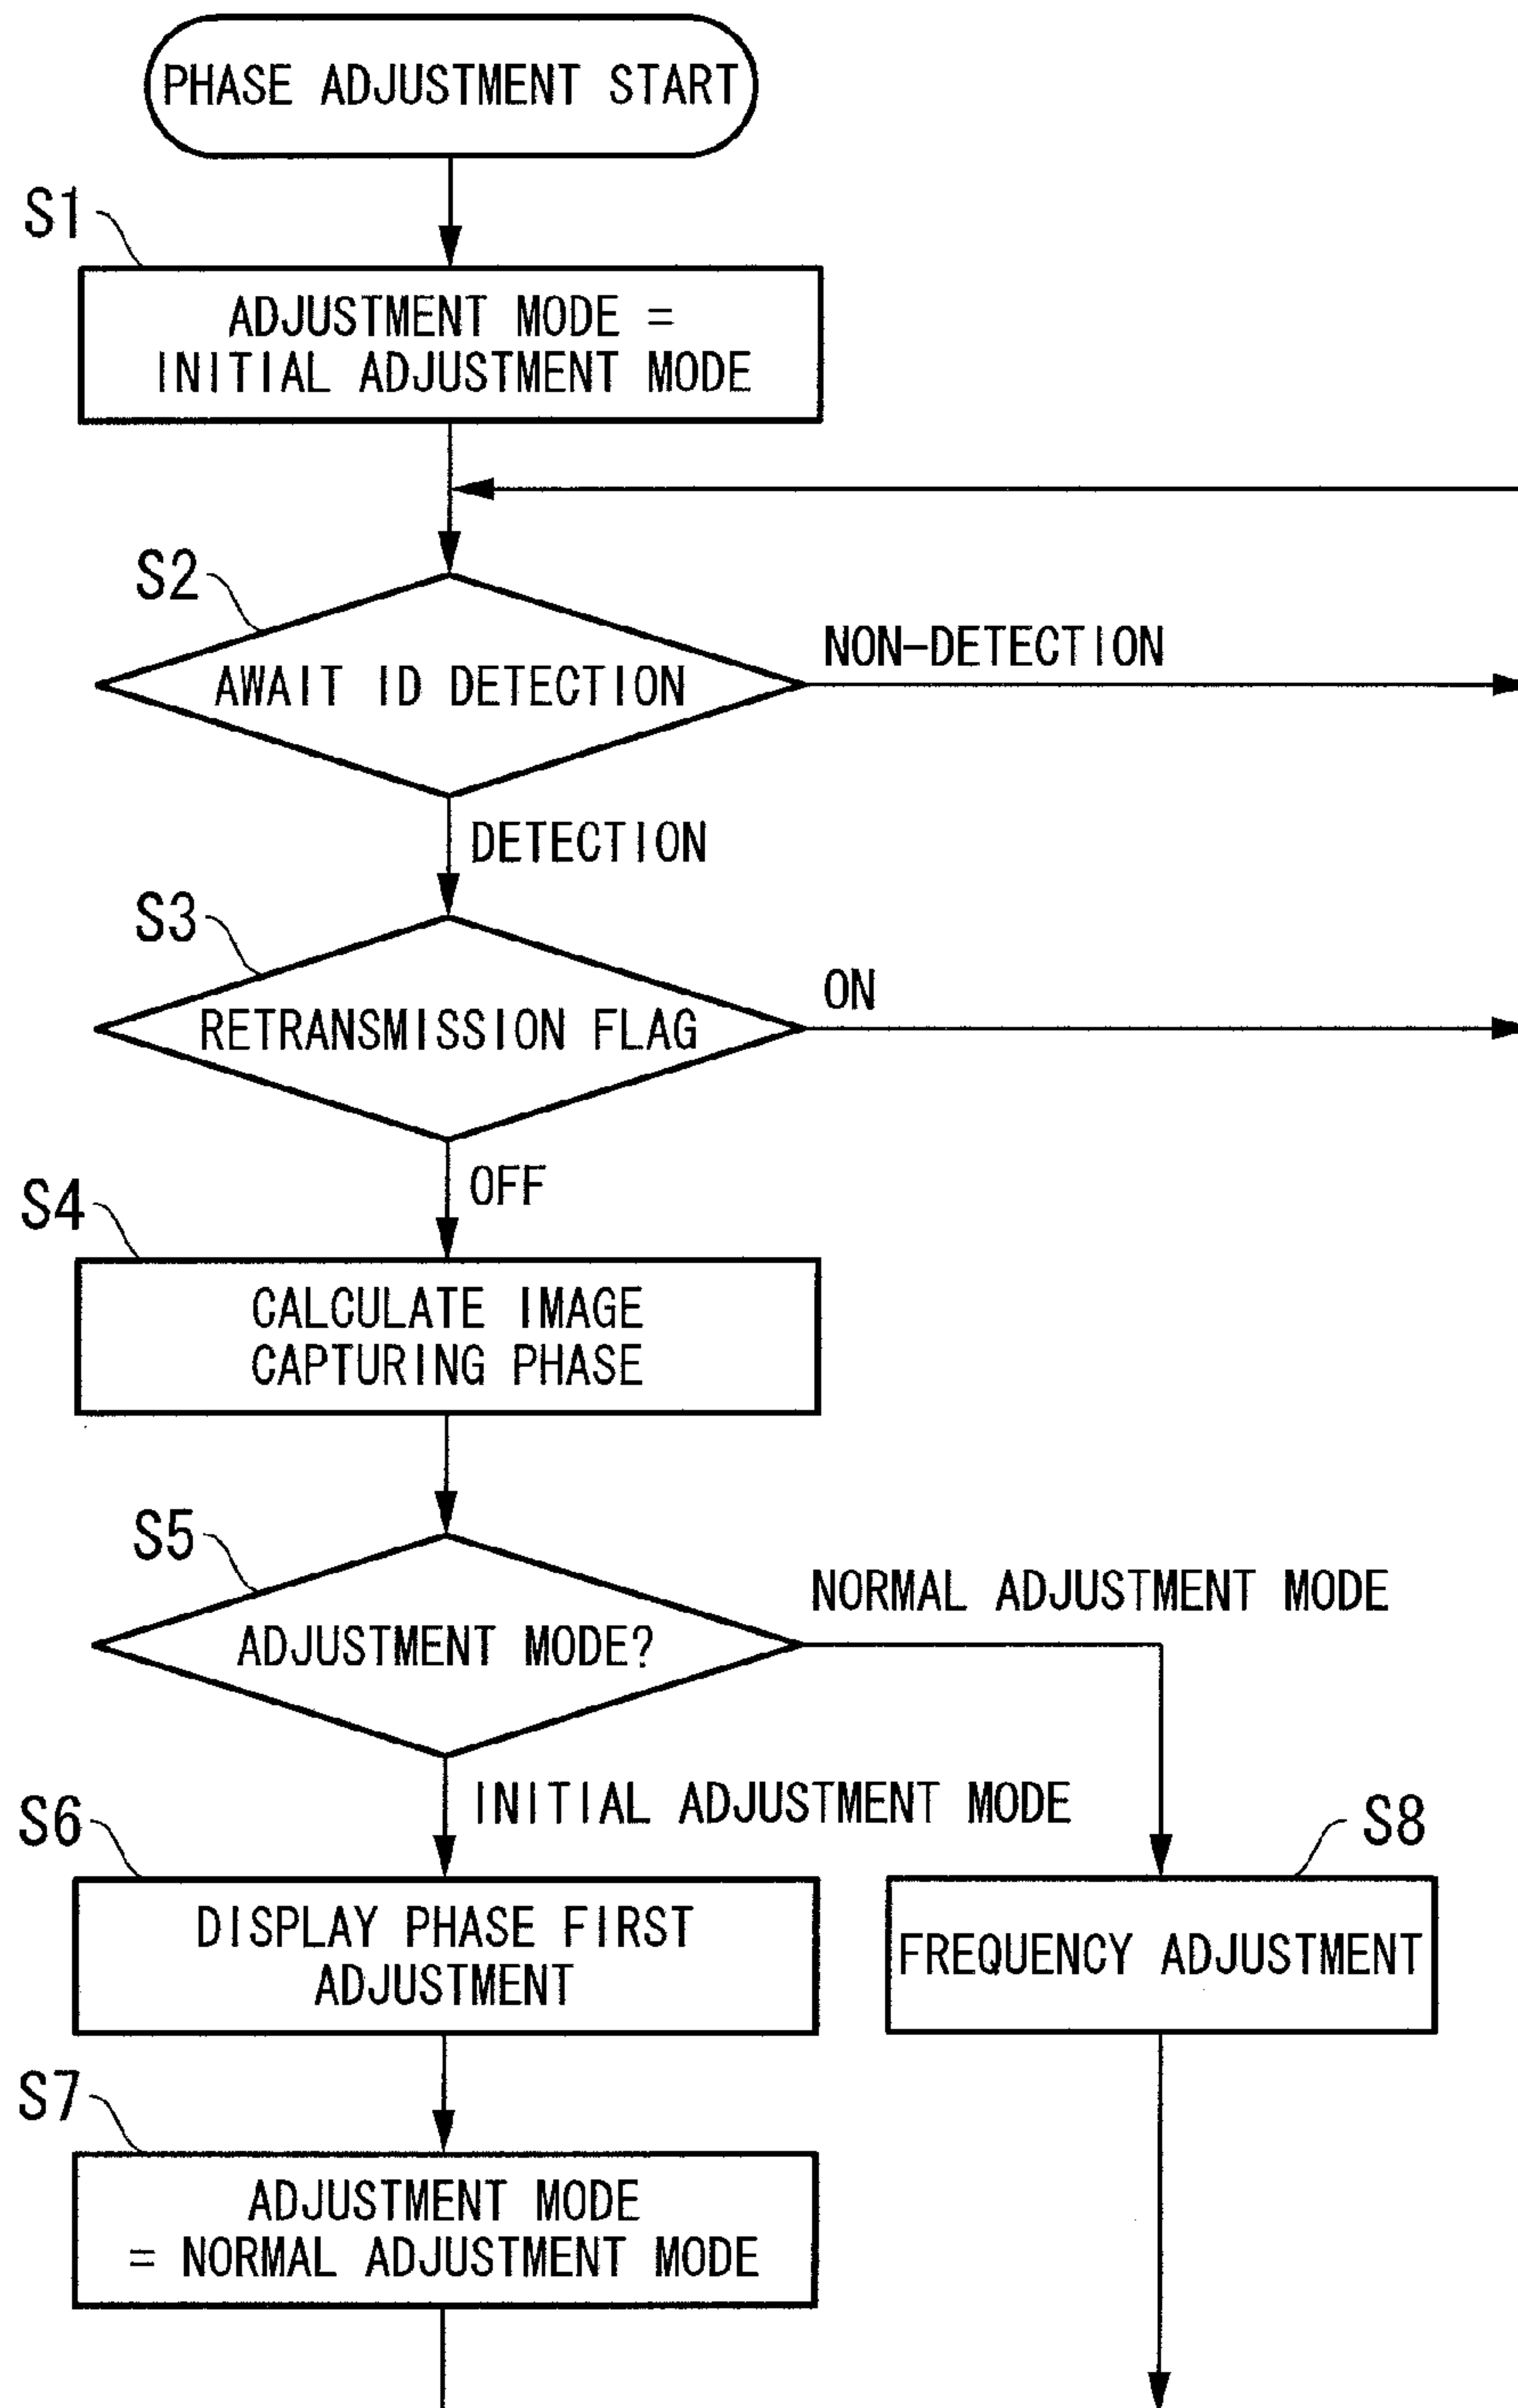 PHASE ADJUSTMENT START
S1
ADJUSTMENT MODE =
INITIAL ADJUSTMENT MODE
S2
AWAIT ID DETECTION
NON-DETECTION
DETECTION
S3
RETRANSMISSION FLAG
ON
OFF
S4
CALCULATE IMAGE
CAPTURING PHASE
S5
ADJUSTMENT MODE?
NORMAL ADJUSTMENT MODE
INITIAL ADJUSTMENT MODE
S6
DISPLAY PHASE FIRST
ADJUSTMENT
S8
FREQUENCY ADJUSTMENT
S7
ADJUSTMENT MODE
= NORMAL ADJUSTMENT MODE